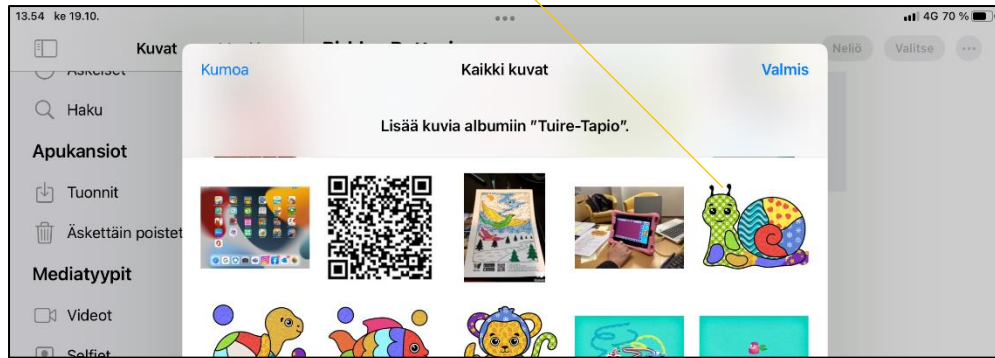 13.54 ke 19.10.
4G 70 %
Kuvat
Neliö
Valitse
Kumoa
Kaikki kuvat
Valmis
Haku
Lisää kuvia albumiin ”Tuire-Tapio”.
Apukansiot
Tuonnit
Äskettäin poistet
Mediatyypit
Videot
Selfiet